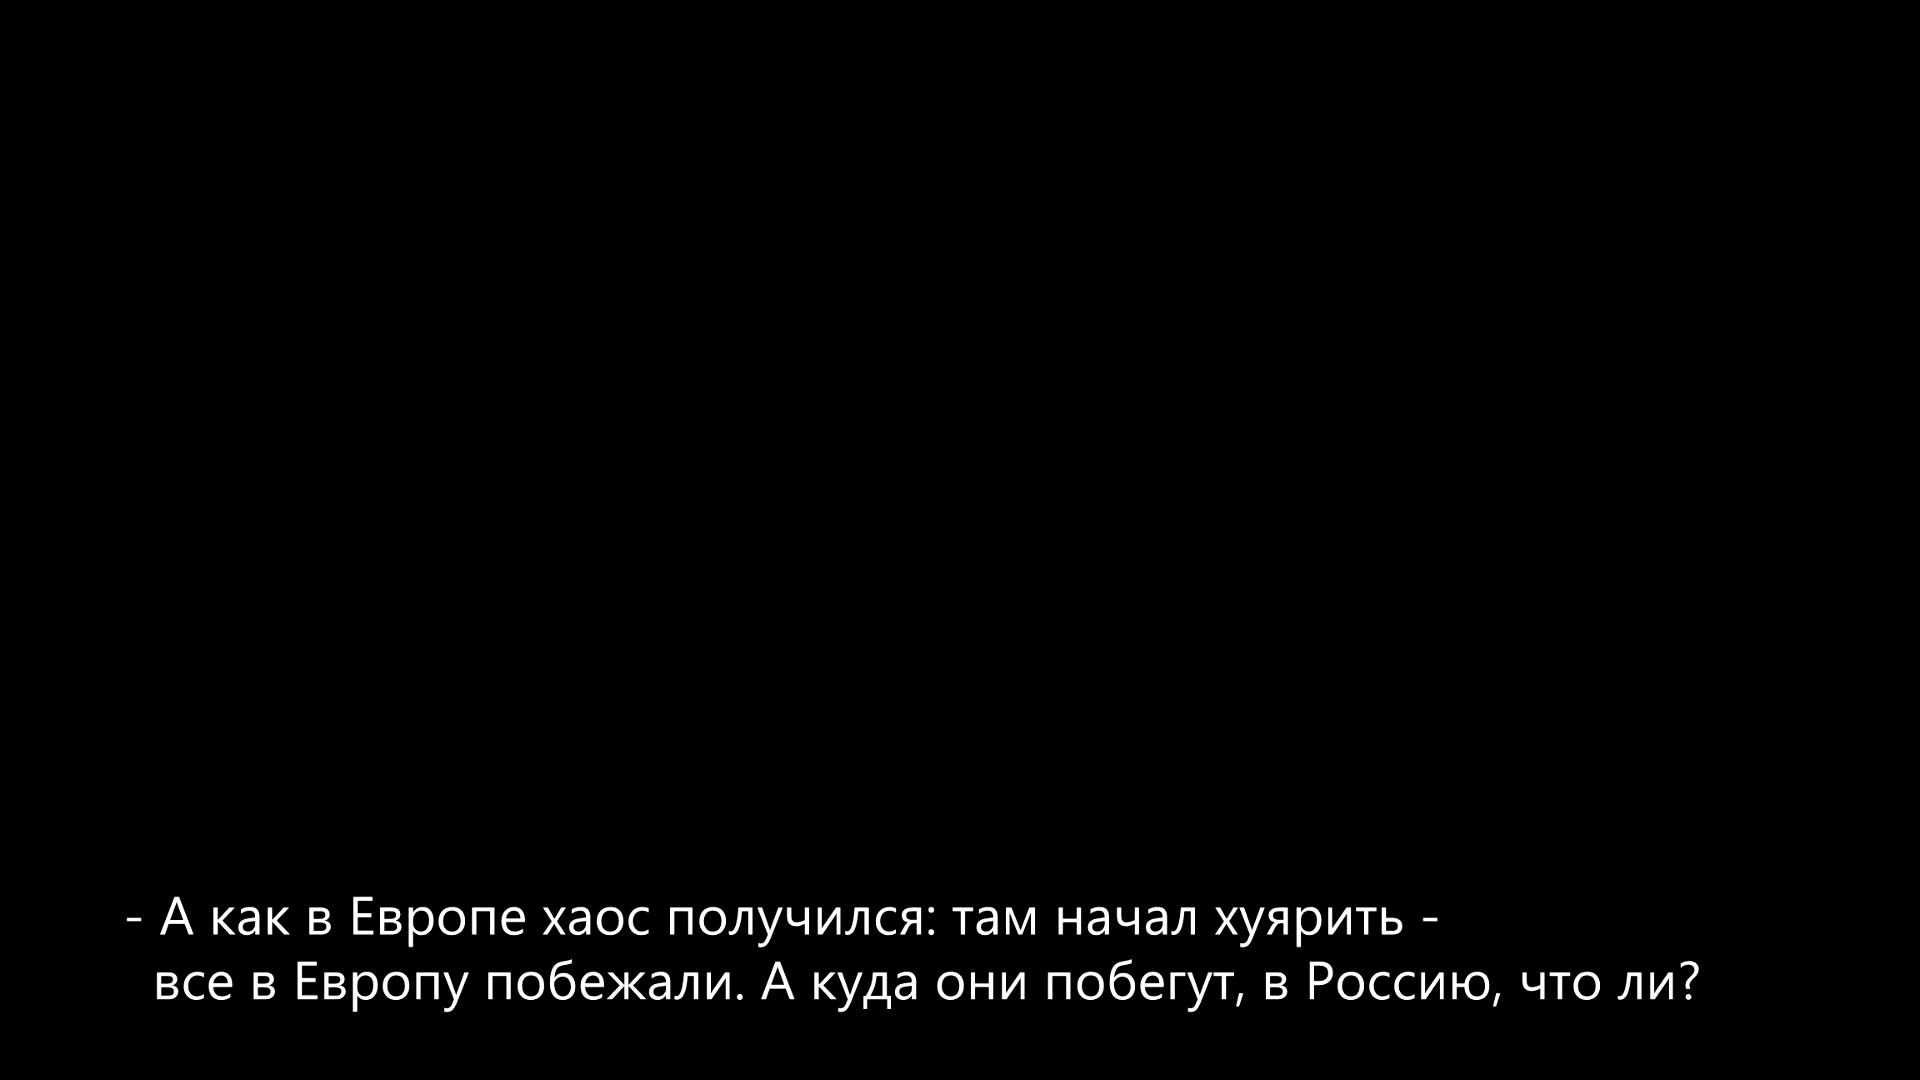 - А как в Европе хаос получился: там начал хуярить -
все в Европу побежали. А куда они побегут, в Россию, что ли?